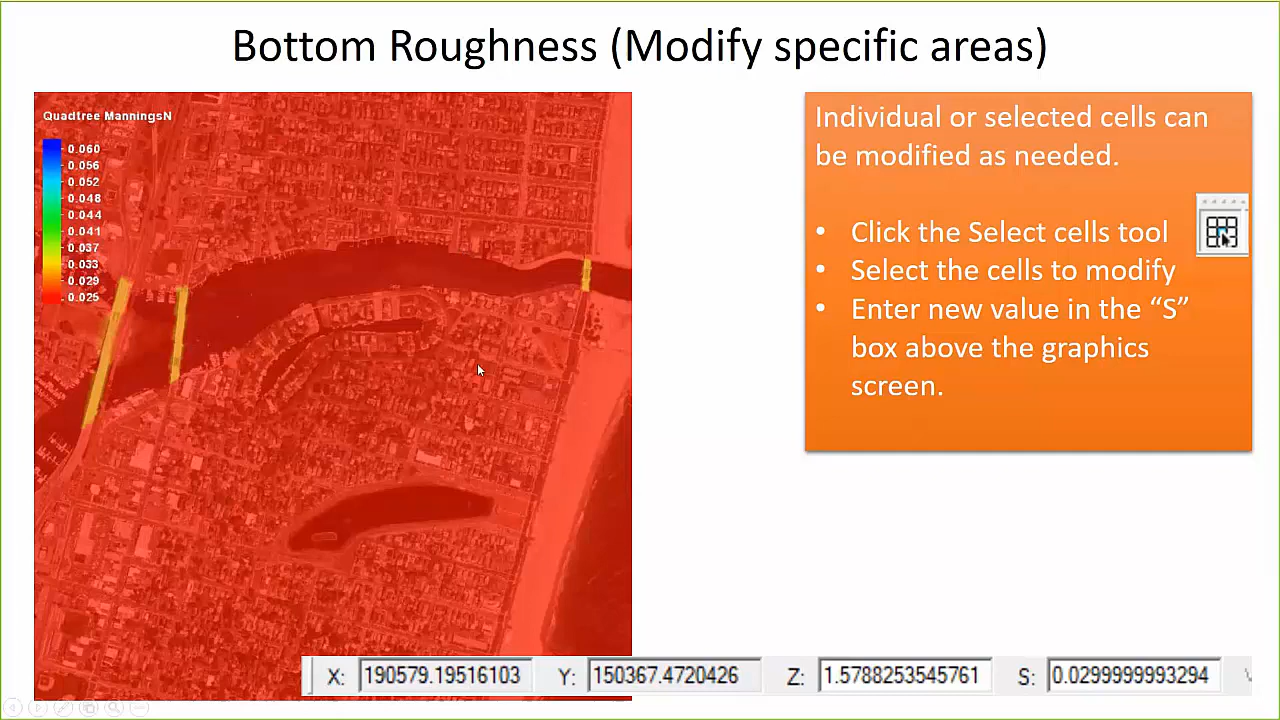 Bottom Roughness (Modify specific areas)
Quadtree ManningsN
0.060
0.056
0.052
0.048
0.044
0.041
0.037
0.033
0.029
0.025
Individual or selected cells can
be modified as needed.
• Click the Select cells tool
• Select the cells to modify
• Enter new value in the “S”
box above the graphics
screen.
X: 190579.19516103 Y: 150367.4720426 Z: 1.5788253545761 S: 0.0299999993294